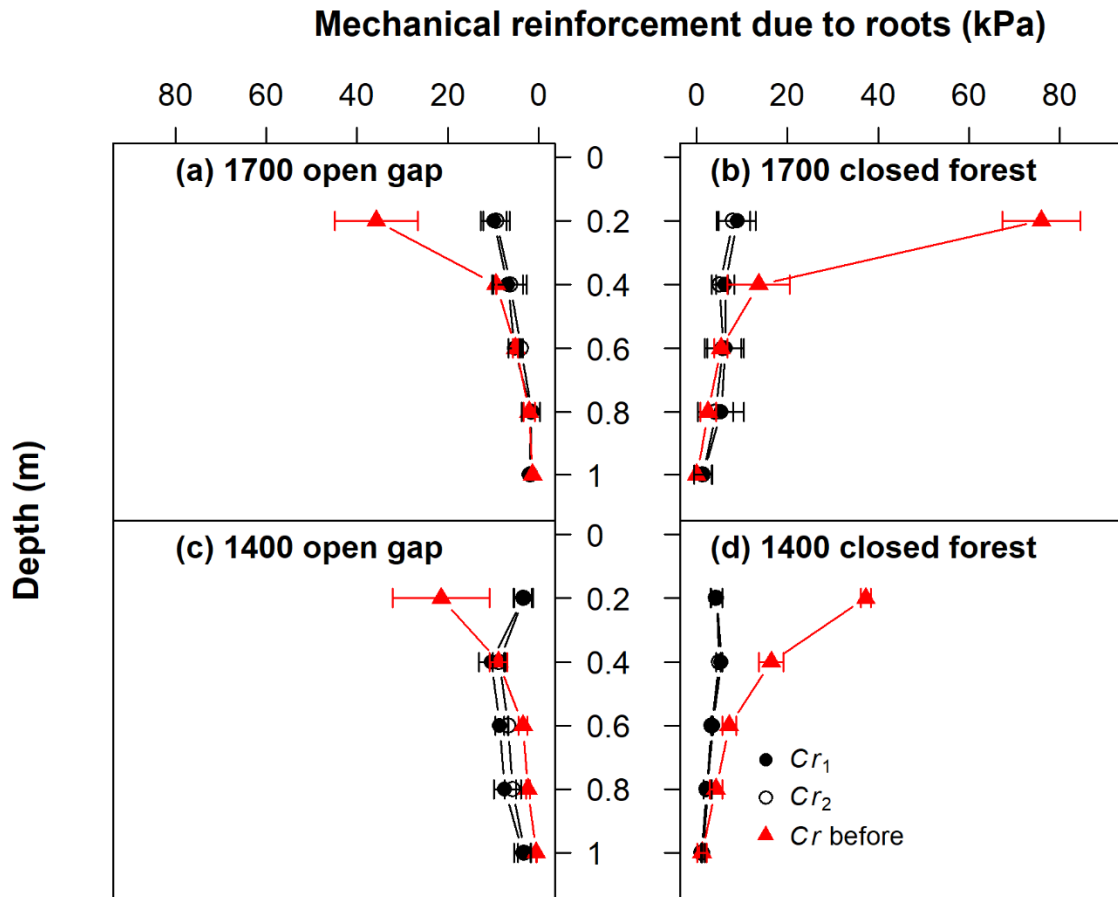 Mechanical reinforcement due to roots (kPa)
80 60 40 20 0 0 20 40 60 80
(a) 1700 open gap
(b) 1700 closed forest
0
0.2
0.4
0.6
0.8
1
Depth (m)
(c) 1400 open gap
(d) 1400 closed forest
0
0.2
0.4
0.6
0.8
1
Cr1
Cr2
Cr before